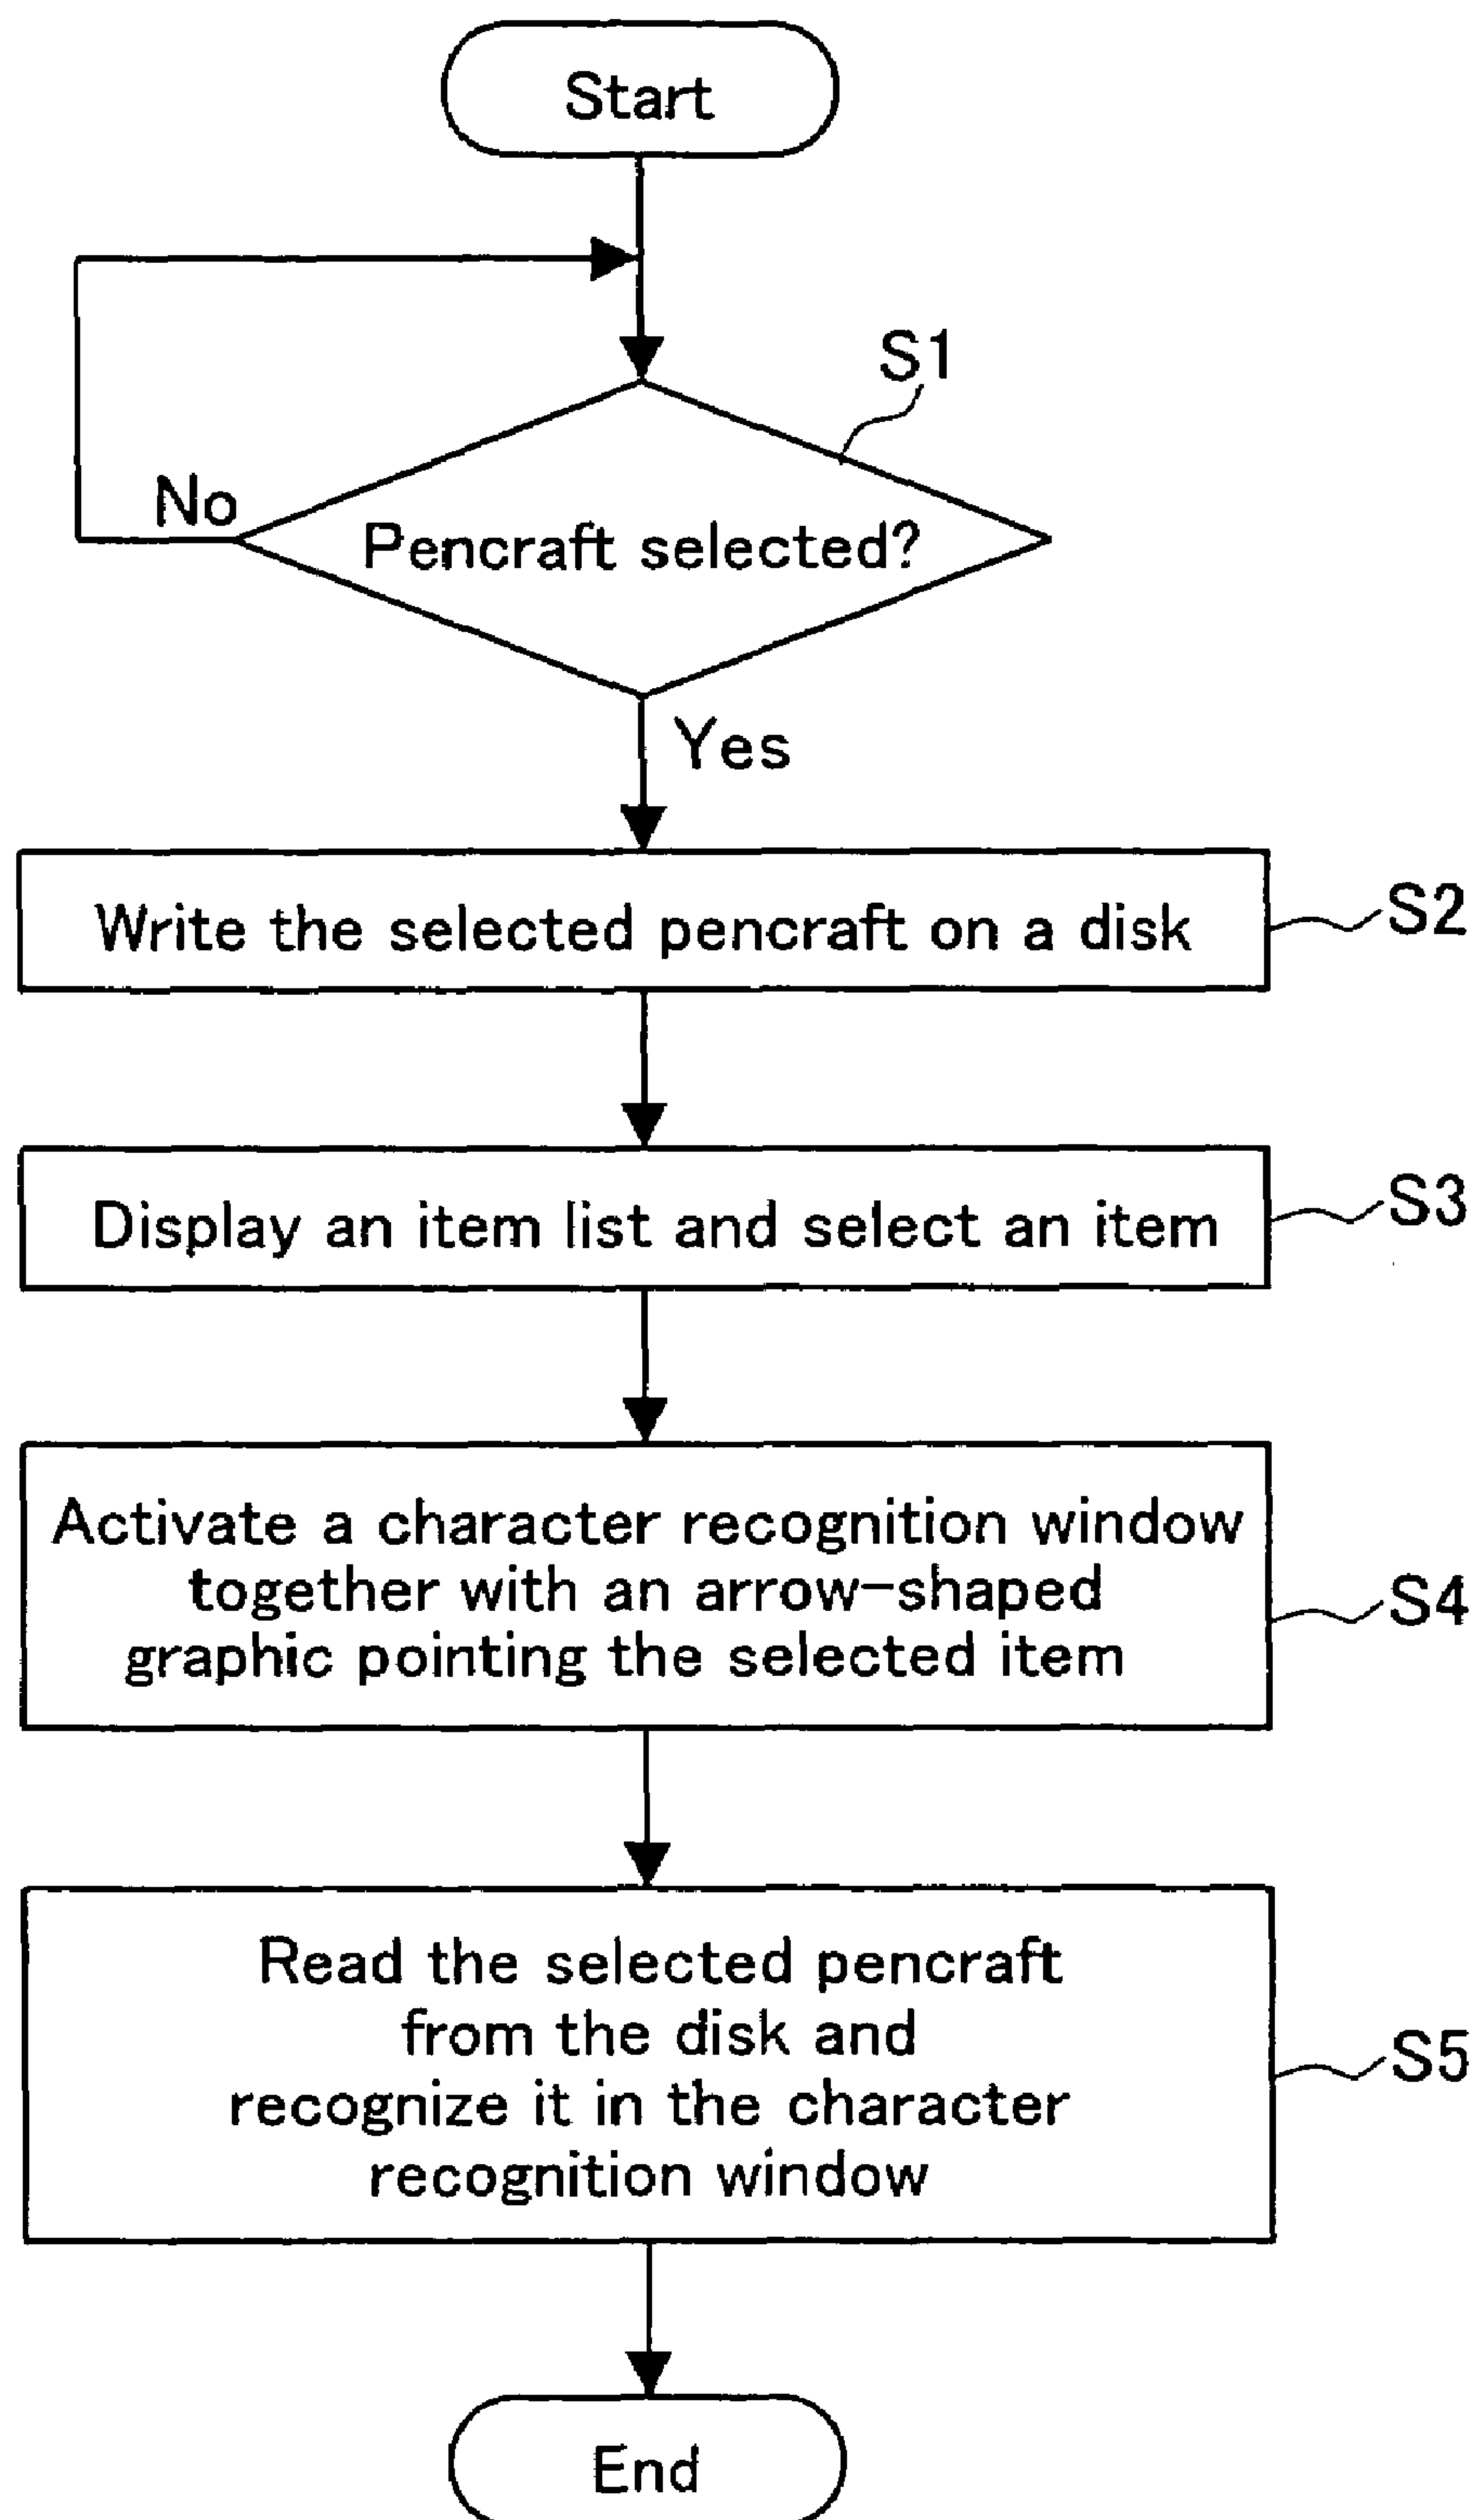 Start
S1
No
Pencraft selected?
Yes
Write the selected pencraft on a disk
S2
Display an item list and select an item
S3
Activate a character recognition window
together with an arrow-shaped
graphic pointing the selected item
S4
Read the selected pencraft
from the disk and
recognize it in the character
recognition window
S5
End